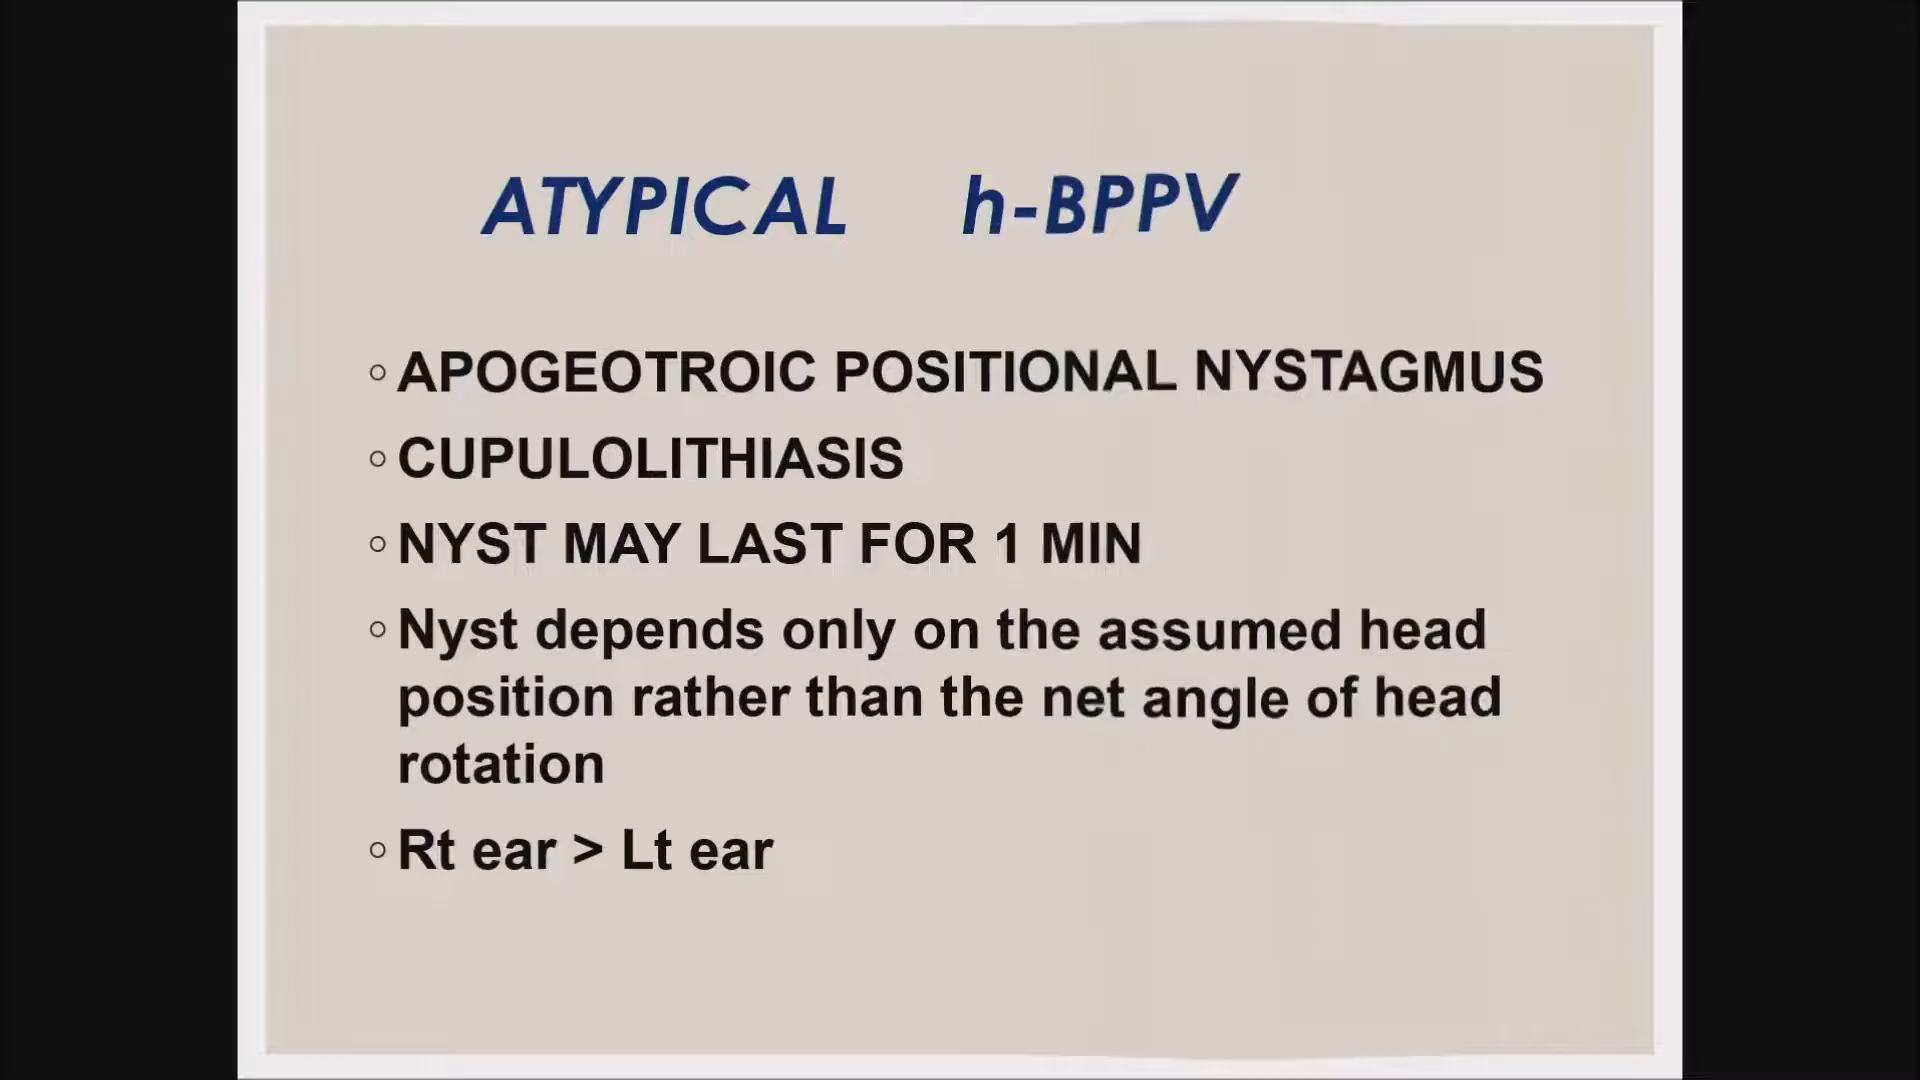 ATYPICAL h-BPPV
◦ APOGEOTROIC POSITIONAL NYSTAGMUS
◦ CUPULOLITHIASIS
◦ NYST MAY LAST FOR 1 MIN
◦ Nyst depends only on the assumed head
position rather than the net angle of head
rotation
◦ Rt ear > Lt ear